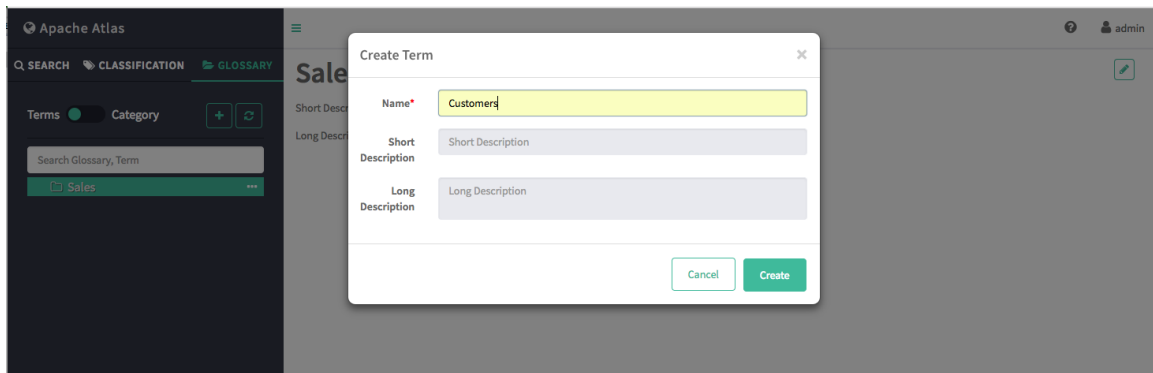 Apache Atlas
admin
SEARCH CLASSIFICATION GLOSSARY
Terms Category
Search Glossary, Term
Sales
Sale
Short Descr
Long Descri
Create Term
Name*
Customers
Short Description
Short Description
Long Description
Long Description
Cancel Create